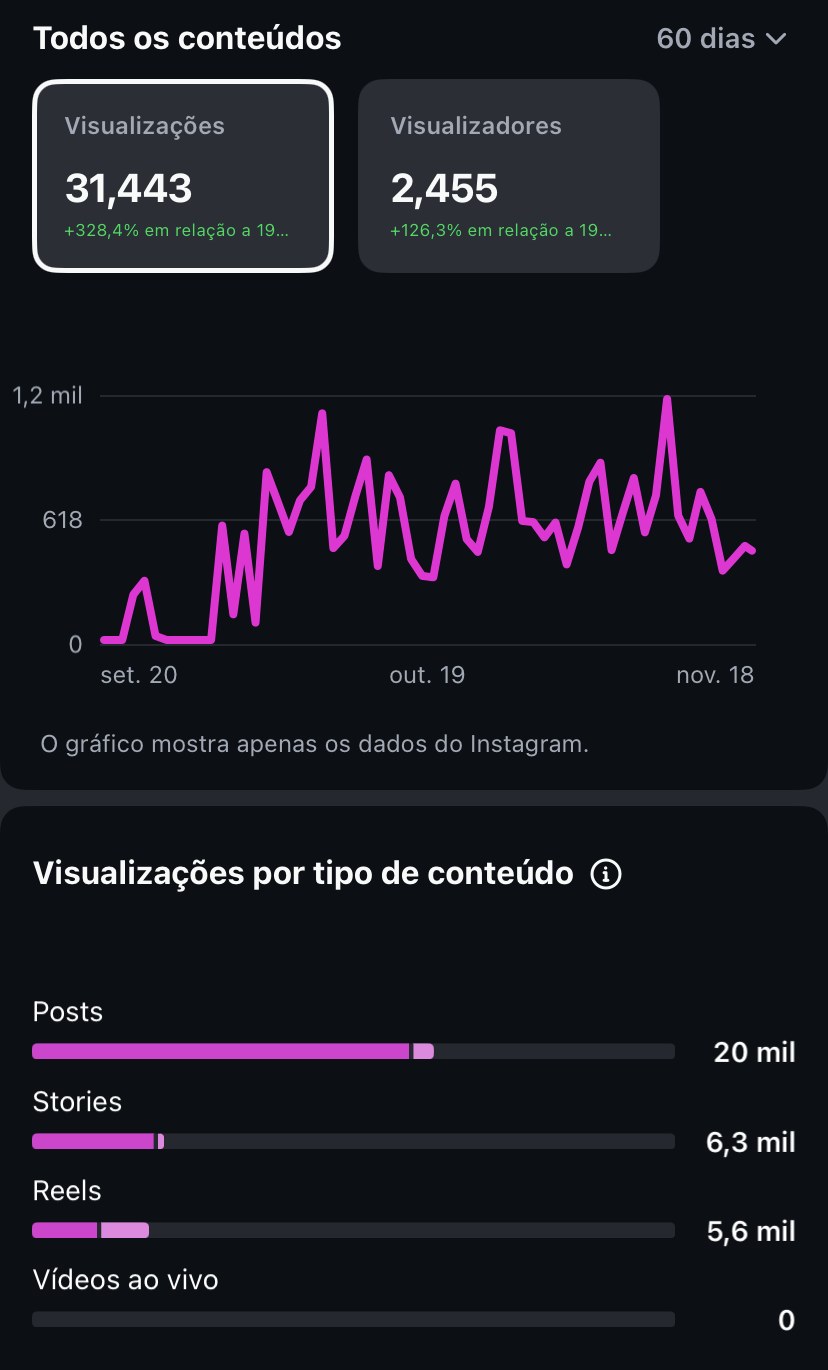 Todos os conteúdos
60 dias
Visualizações
Visualizadores
31,443
2,455
+328,4% em relação a 19...
+126,3% em relação a 19...
1,2 mil
618
0
set. 20
out. 19
nov. 18
O gráfico mostra apenas os dados do Instagram.
Visualizações por tipo de conteúdo
Posts
20 mil
Stories
6,3 mil
Reels
5,6 mil
Vídeos ao vivo
0